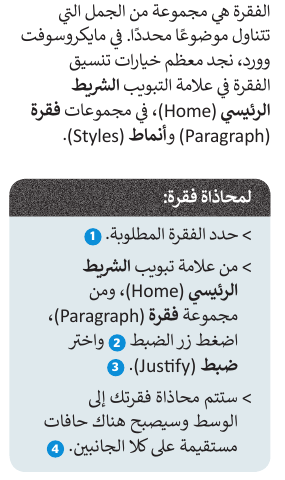 الفقرة هي مجموعة من الجمل التي
تتناول موضوعًا محددًا. في مايكروسوفت
وورد، نجد معظم خيارات تنسيق
الفقرة في علامة التبويب الشريط
الرئيسي (Home)، في مجموعات فقرة
(Paragraph) وأنماط (Styles).
لمحاذاة فقرة:
> حدد الفقرة المطلوبة. 1
> من علامة تبويب الشريط
الرئيسي (Home)، ومن
مجموعة فقرة (Paragraph)،
اضغط زر الضبط 2 واختر
ضبط (Justify). 3
> ستتم محاذاة فقرتك إلى
الوسط وسيصبح هناك حافات
مستقيمة على كلا الجانبين. 4